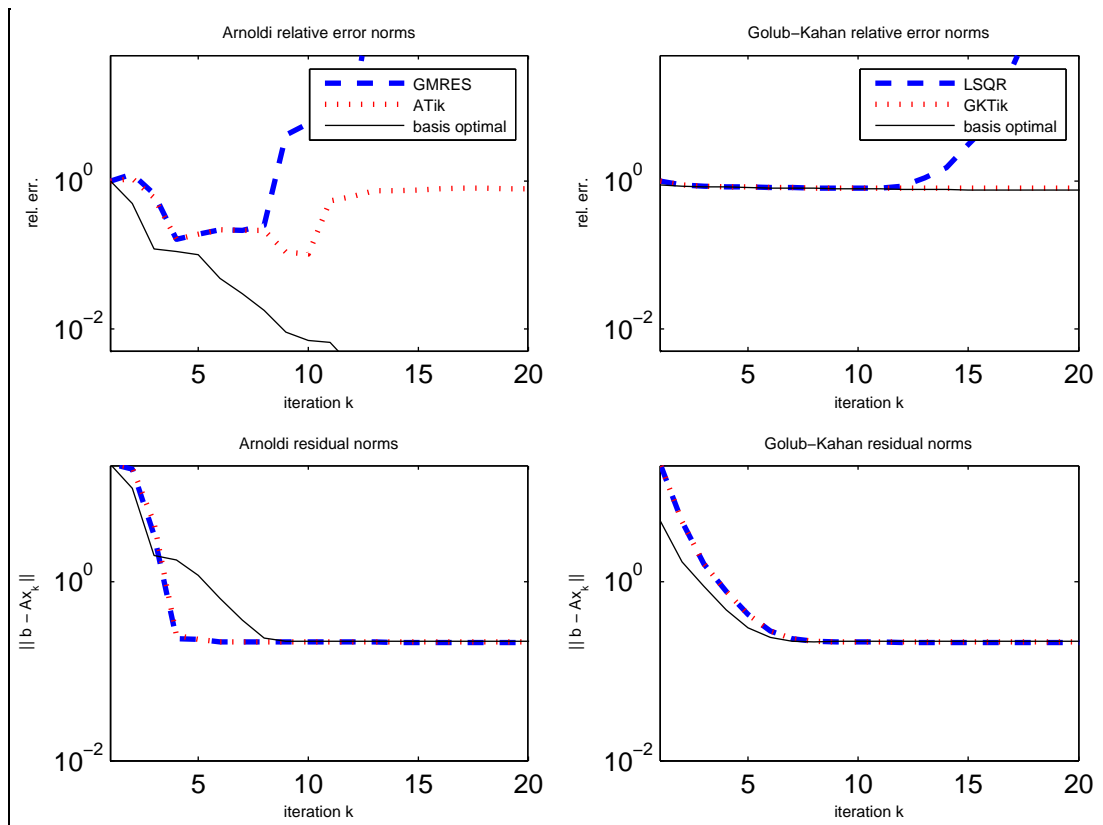 Arnoldi relative error norms
rel. err.
10^0
10^-2
GMRES
ATik
basis optimal
5 10 15 20
iteration k
Golub-Kahan relative error norms
rel. err.
10^0
10^-2
LSQR
GKTik
basis optimal
5 10 15 20
iteration k
Arnoldi residual norms
|| b - Ax_k ||
10^0
10^-2
5 10 15 20
iteration k
Golub-Kahan residual norms
|| b - Ax_k ||
10^0
10^-2
5 10 15 20
iteration k